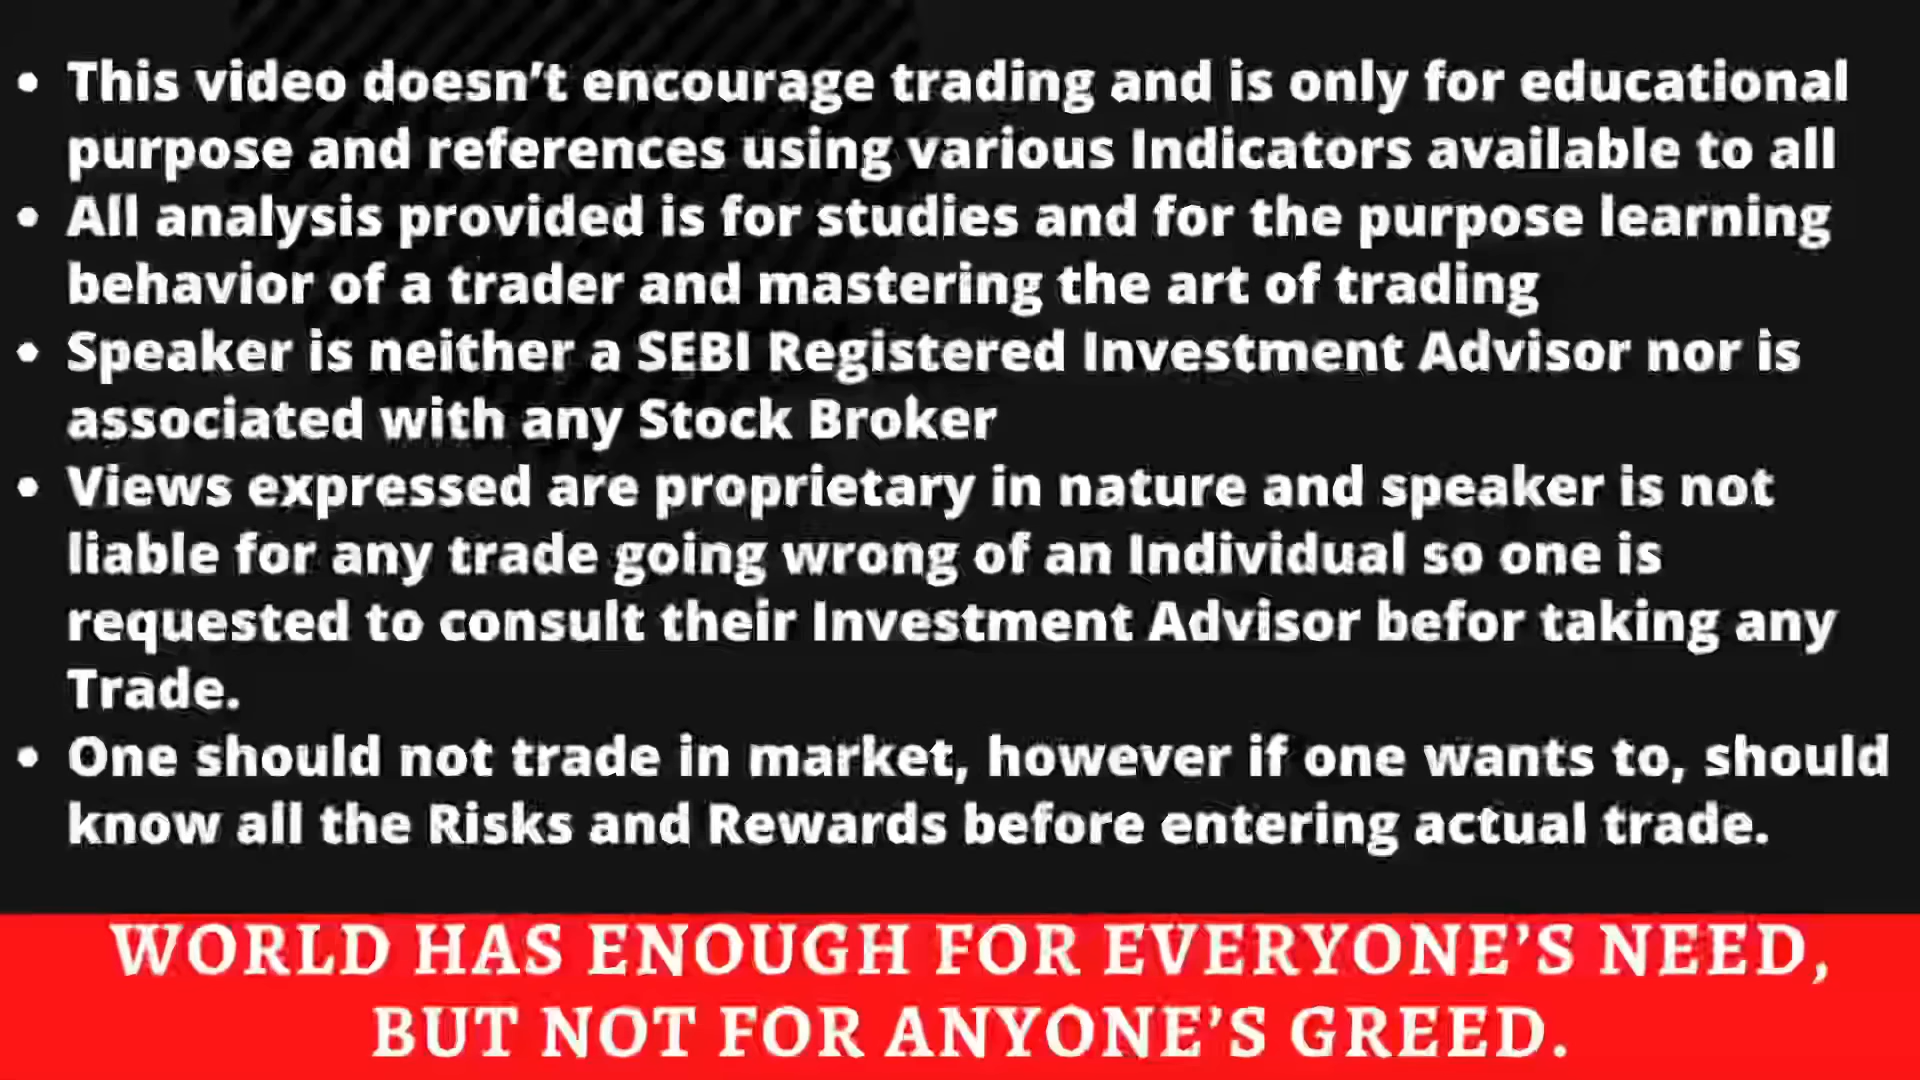 • This video doesn’t encourage trading and is only for educational
purpose and references using various Indicators available to all
• All analysis provided is for studies and for the purpose learning
behavior of a trader and mastering the art of trading
• Speaker is neither a SEBI Registered Investment Advisor nor is
associated with any Stock Broker
• Views expressed are proprietary in nature and speaker is not
liable for any trade going wrong of an Individual so one is
requested to consult their Investment Advisor befor taking any
Trade.
• One should not trade in market, however if one wants to, should
know all the Risks and Rewards before entering actual trade.
WORLD HAS ENOUGH FOR EVERYONE’S NEED,
BUT NOT FOR ANYONE’S GREED.